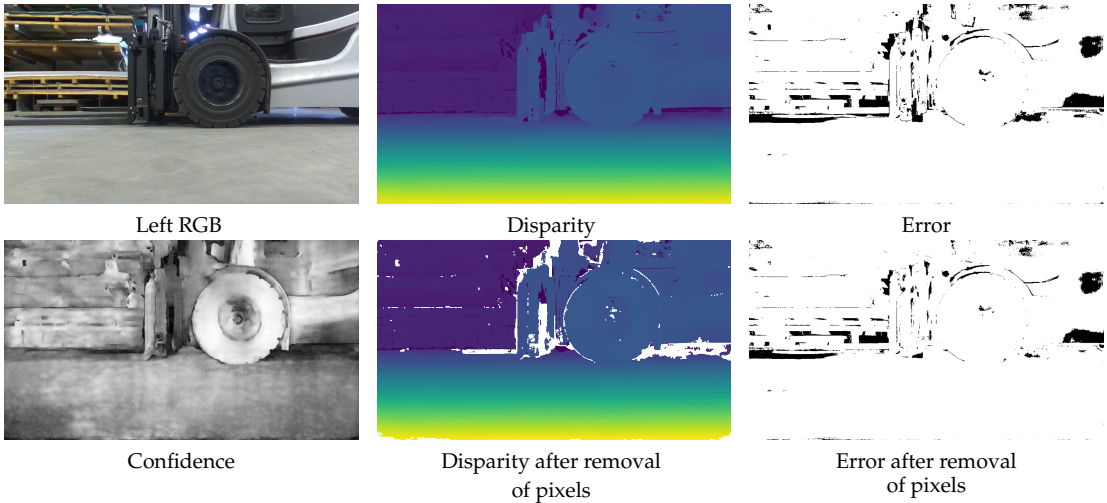 Left RGB
Disparity
Error
Confidence
Disparity after removal
of pixels
Error after removal
of pixels